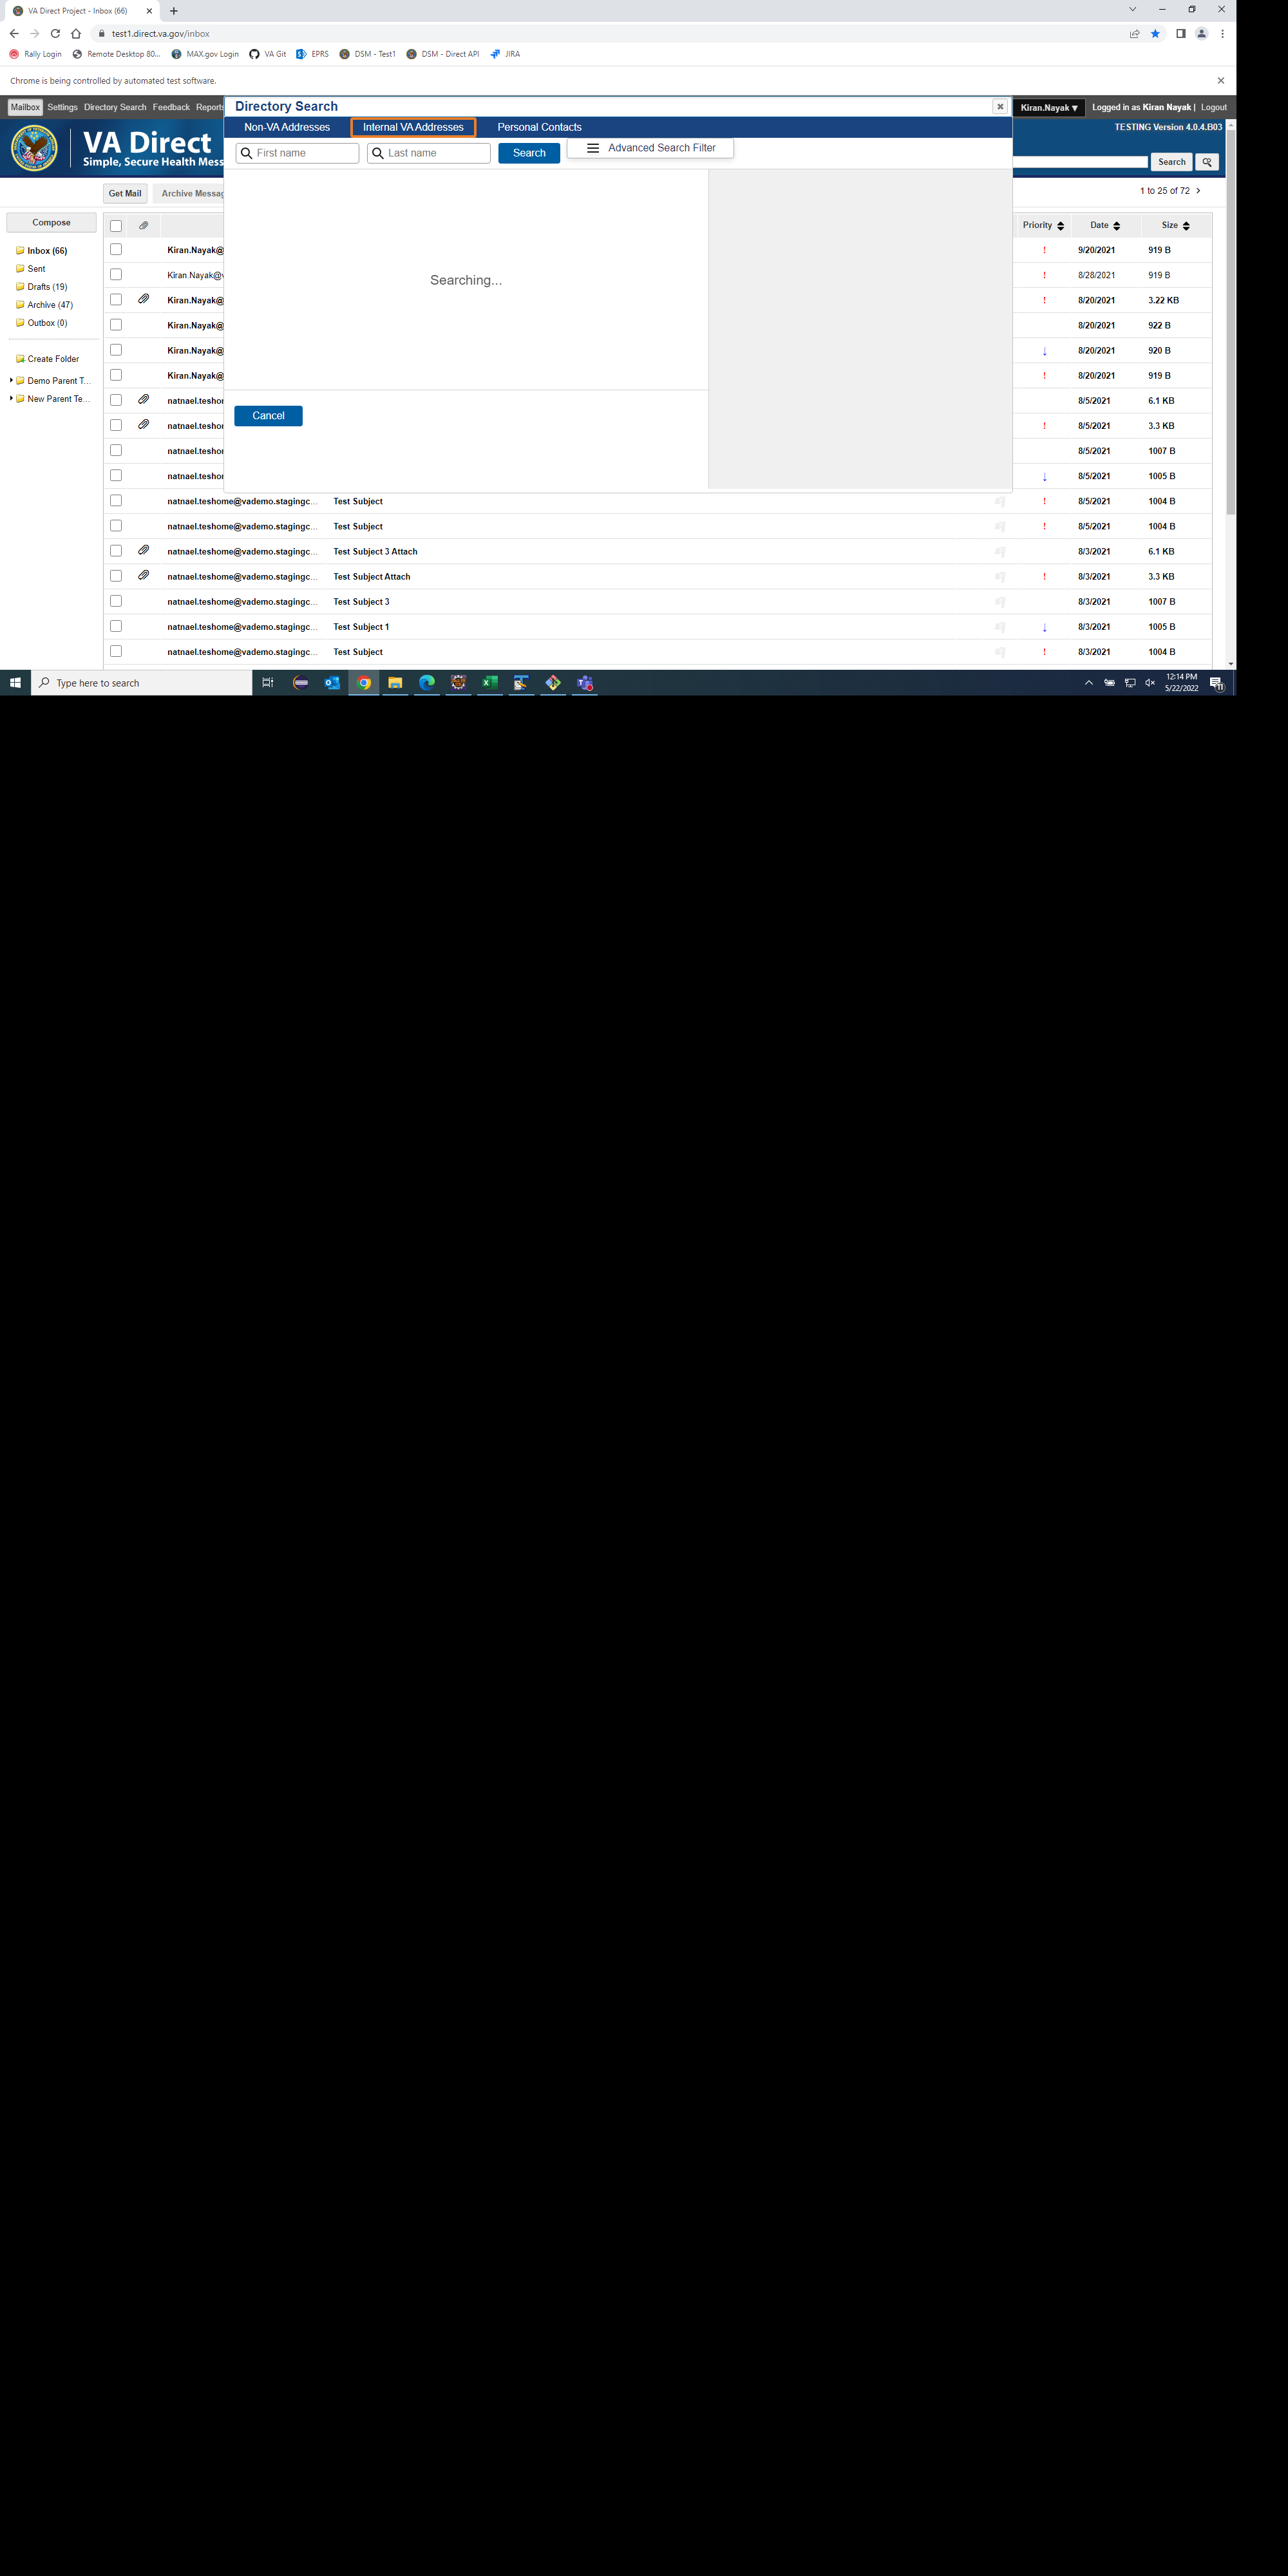 VA Direct Project - Inbox (66)
test1.direct.va.gov/inbox
Rally Login Remote Desktop 80... MAX.gov Login VA Git EPRS DSM - Test1 DSM - Direct API JIRA
Chrome is being controlled by automated test software.
Mailbox Settings Directory Search Feedback Reports
Directory Search
Kiran.Nayak ▼ Logged in as Kiran Nayak | Logout
Non-VA Addresses Internal VA Addresses Personal Contacts
TESTING Version 4.0.4.B03
VA Direct
Simple, Secure Health Mess
First name Last name Search Advanced Search Filter
Search
Get Mail Archive Messag
1 to 25 of 72 >
Compose
Priority Date Size
Inbox (66)
Sent
Drafts (19)
Archive (47)
Outbox (0)
Create Folder
Demo Parent T...
New Parent Te...
Kiran.Nayak@ ! 9/20/2021 919 B
Kiran.Nayak@v ! 8/28/2021 919 B
Searching...
Kiran.Nayak@ ! 8/20/2021 3.22 KB
Kiran.Nayak@ 8/20/2021 922 B
Kiran.Nayak@ ↓ 8/20/2021 920 B
Kiran.Nayak@ ! 8/20/2021 919 B
natnael.teshor 8/5/2021 6.1 KB
Cancel
natnael.teshor ! 8/5/2021 3.3 KB
natnael.teshor 8/5/2021 1007 B
natnael.teshor ↓ 8/5/2021 1005 B
natnael.teshome@vademo.stagingc... Test Subject ! 8/5/2021 1004 B
natnael.teshome@vademo.stagingc... Test Subject ! 8/5/2021 1004 B
natnael.teshome@vademo.stagingc... Test Subject 3 Attach 8/3/2021 6.1 KB
natnael.teshome@vademo.stagingc... Test Subject Attach ! 8/3/2021 3.3 KB
natnael.teshome@vademo.stagingc... Test Subject 3 8/3/2021 1007 B
natnael.teshome@vademo.stagingc... Test Subject 1 ↓ 8/3/2021 1005 B
natnael.teshome@vademo.stagingc... Test Subject ! 8/3/2021 1004 B
Type here to search
12:14 PM
5/22/2022
11